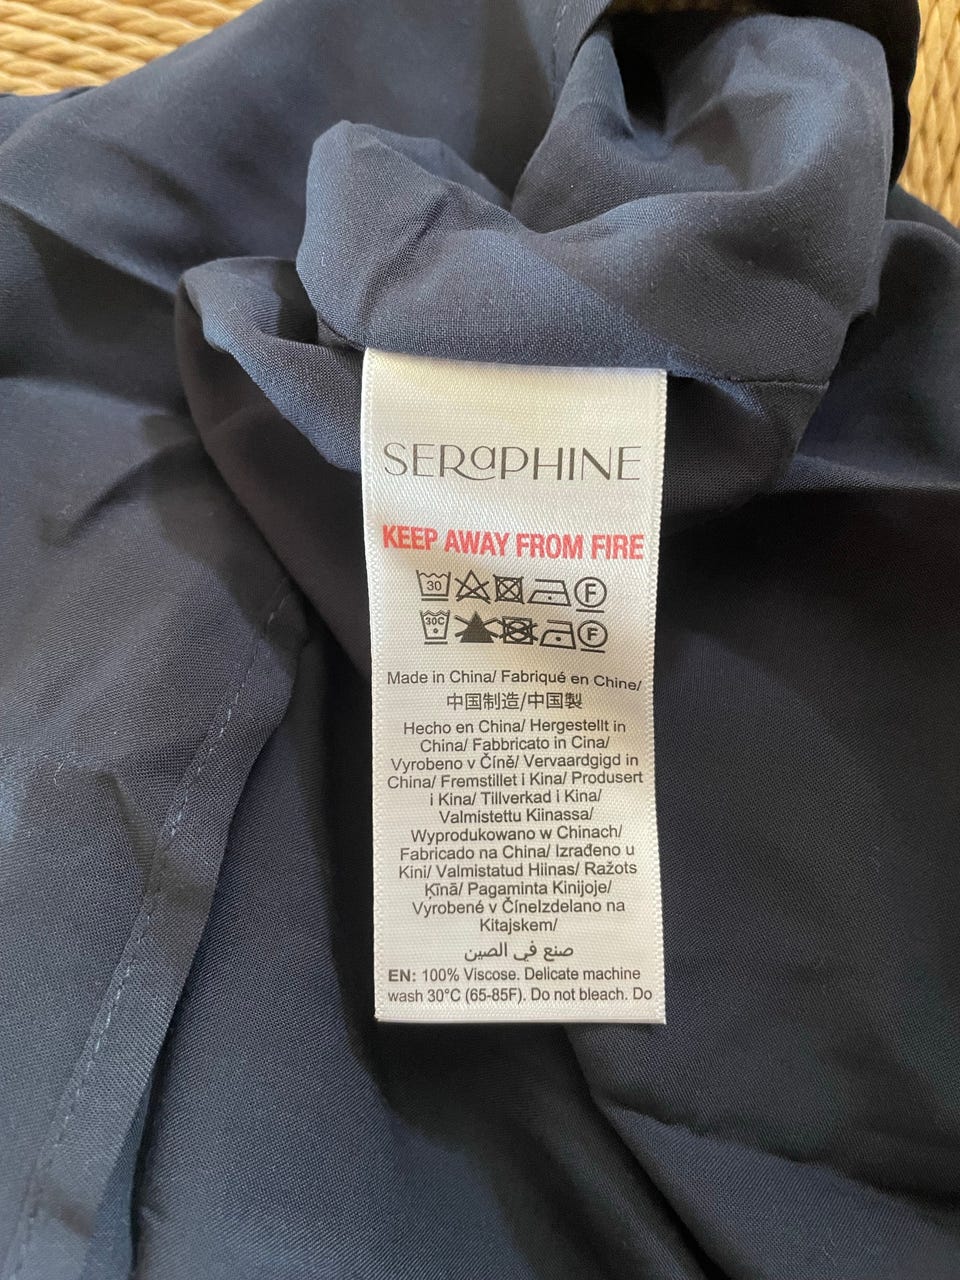 SERAPHINE
KEEP AWAY FROM FIRE
30 F
30C F
Made in China/ Fabriqué en Chine/
中国制造/中国製
Hecho en China/ Hergestellt in
China/ Fabbricato in Cina/
Vyrobeno v Číně/ Vervaardgigd in
China/ Fremstillet i Kina/ Produsert
i Kina/ Tillverkad i Kina/
Valmistettu Kiinassa/
Wyprodukowano w Chinach/
Fabricado na China/ Izrađeno u
Kini/ Valmistatud Hiinas/ Ražots
Ķīnā/ Pagaminta Kinijoje/
Vyrobené v ČíneIzdelano na
Kitajskem/
صنع في الصين
EN: 100% Viscose. Delicate machine
wash 30°C (65-85F). Do not bleach. Do